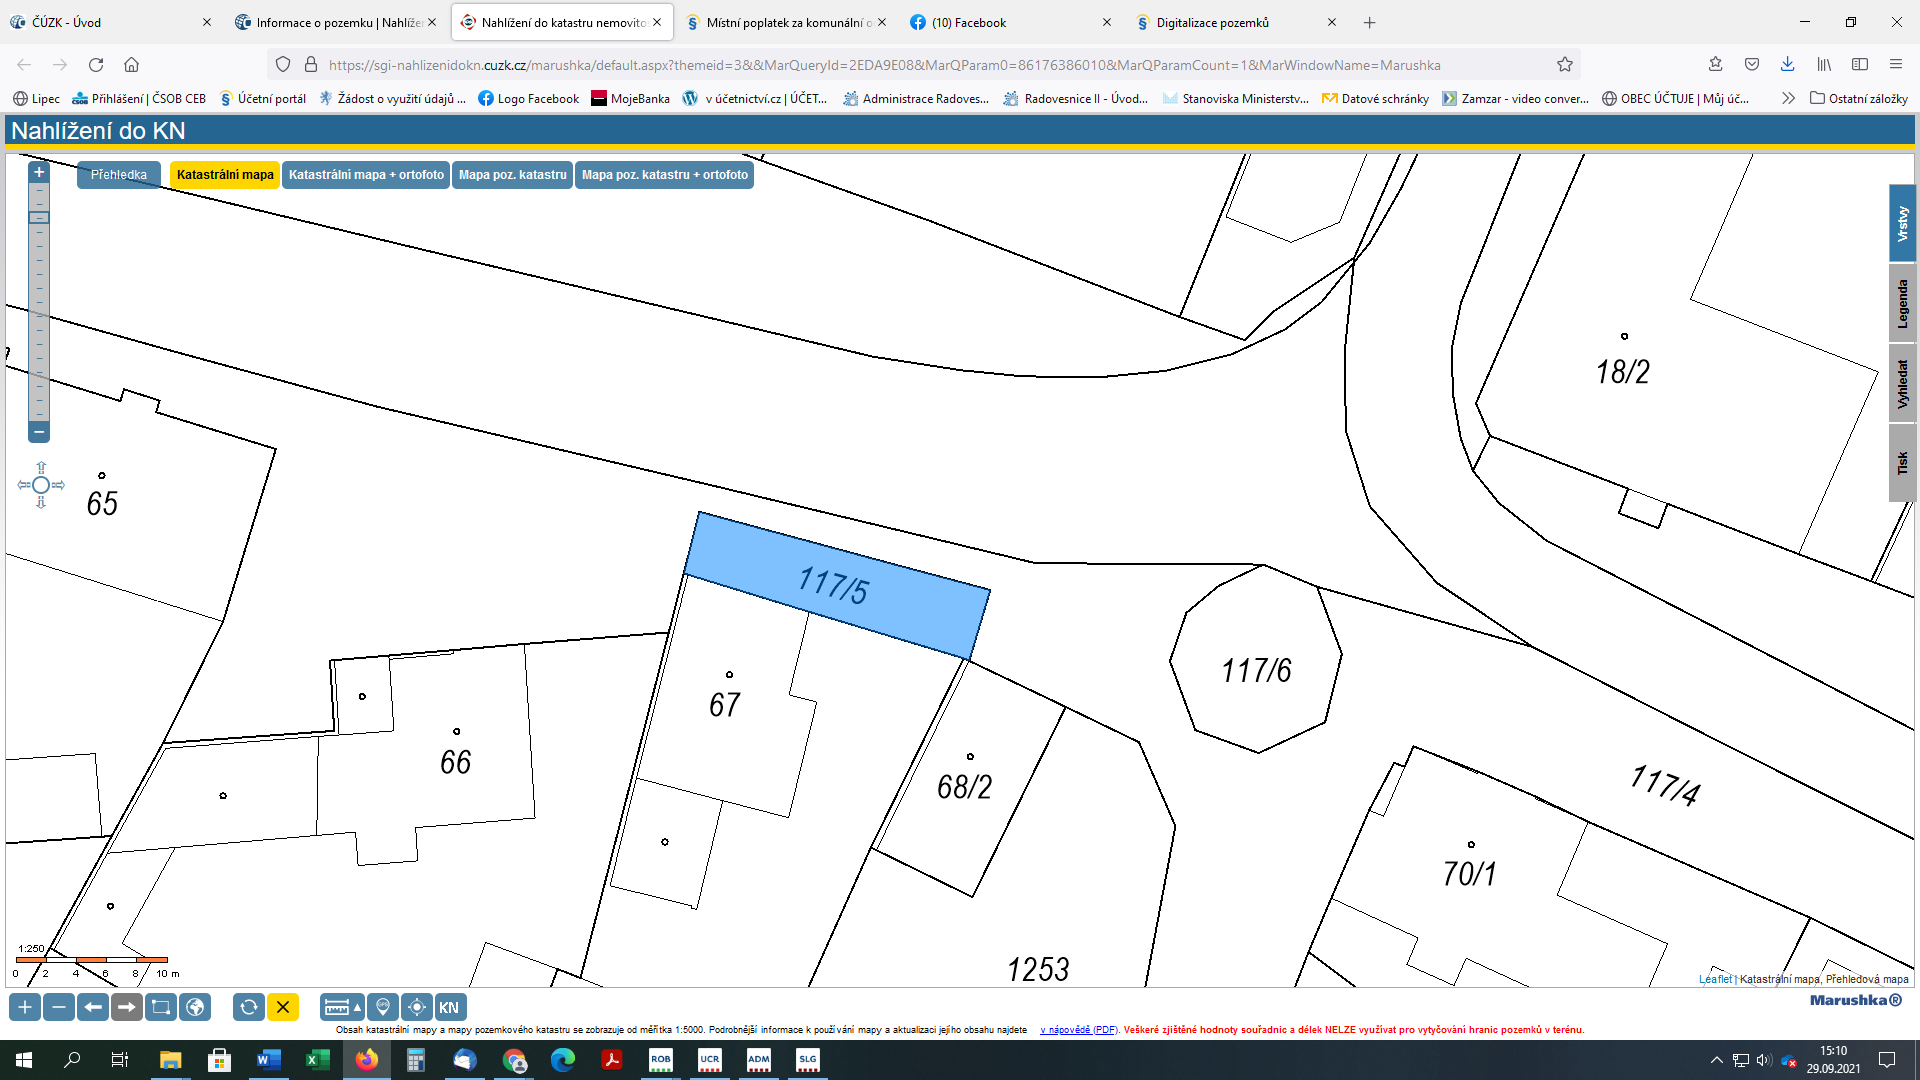 ČÚZK - Úvod
Informace o pozemku | Nahlíže
Nahlížení do katastru nemovito
Místní poplatek za komunální o
(10) Facebook
Digitalizace pozemků
https://sgi-nahlizenidokn.cuzk.cz/marushka/default.aspx?themeid=3&&MarQueryId=2EDA9E08&MarQParam0=86176386010&MarQParamCount=1&MarWindowName=Marushka
Lipec
Přihlášení | ČSOB CEB
Účetní portál
Žádost o využití údajů ...
Logo Facebook
MojeBanka
v účetnictví.cz | ÚČET...
Administrace Radoves...
Radovesnice II - Úvod...
Stanoviska Ministerstv...
Datové schránky
Zamzar - video conver...
OBEC ÚČTUJE | Můj úč...
Ostatní záložky
Nahlížení do KN
Přehledka
Katastrální mapa
Katastrální mapa + ortofoto
Mapa poz. katastru
Mapa poz. katastru + ortofoto
Vrstvy
Legenda
Vyhledat
Tisk
18/2
65
117/5
117/6
67
66
68/2
117/4
70/1
1253
1:250
0 2 4 6 8 10 m
Leaflet | Katastrální mapa, Přehledová mapa
KN
Marushka®
Obsah katastrální mapy a mapy pozemkového katastru se zobrazuje od měřítka 1:5000. Podrobnější informace k používání mapy a aktualizaci jejího obsahu najdete v nápovědě (PDF). Veškeré zjištěné hodnoty souřadnic a délek NELZE využívat pro vytyčování hranic pozemků v terénu.
ROB
UCR
ADM
SLG
15:10
29.09.2021